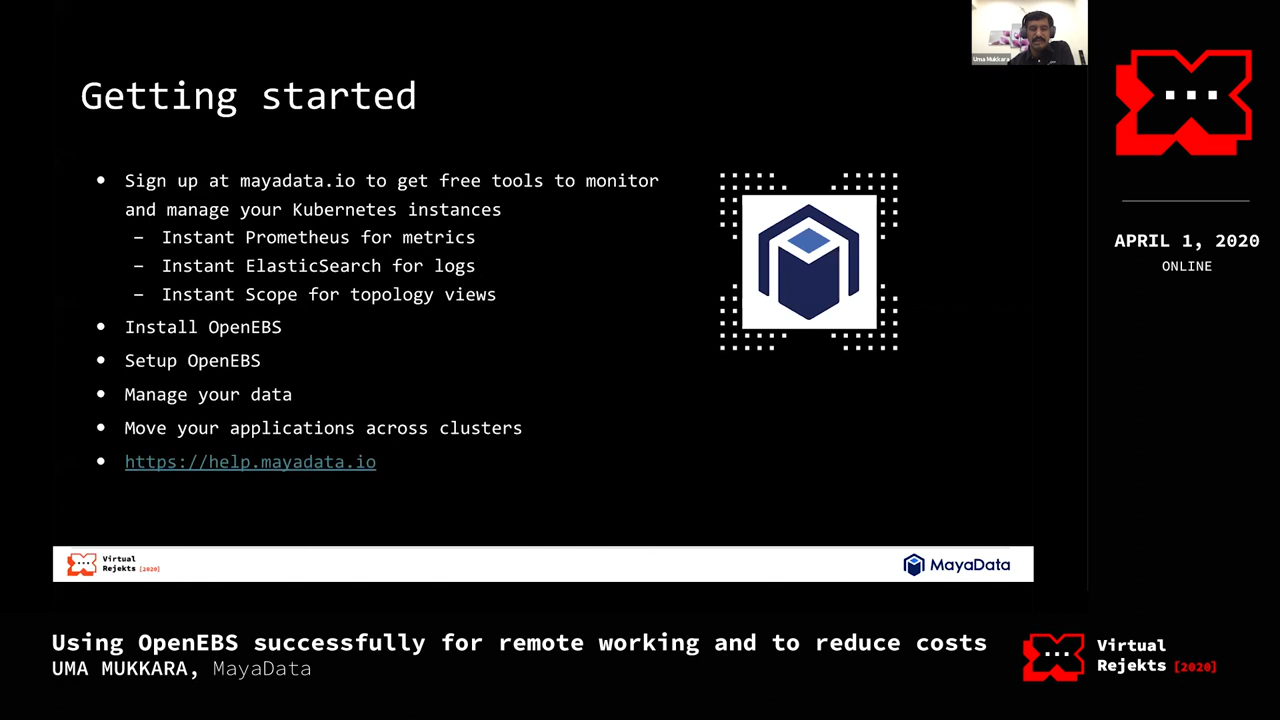 Uma Mukkara
Getting started
• Sign up at mayadata.io to get free tools to monitor
and manage your Kubernetes instances
– Instant Prometheus for metrics
– Instant ElasticSearch for logs
– Instant Scope for topology views
• Install OpenEBS
• Setup OpenEBS
• Manage your data
• Move your applications across clusters
• https://help.mayadata.io
APRIL 1, 2020
ONLINE
Virtual
Rejekts [2020]
MayaData
Using OpenEBS successfully for remote working and to reduce costs
UMA MUKKARA, MayaData
Virtual
Rejekts [2020]